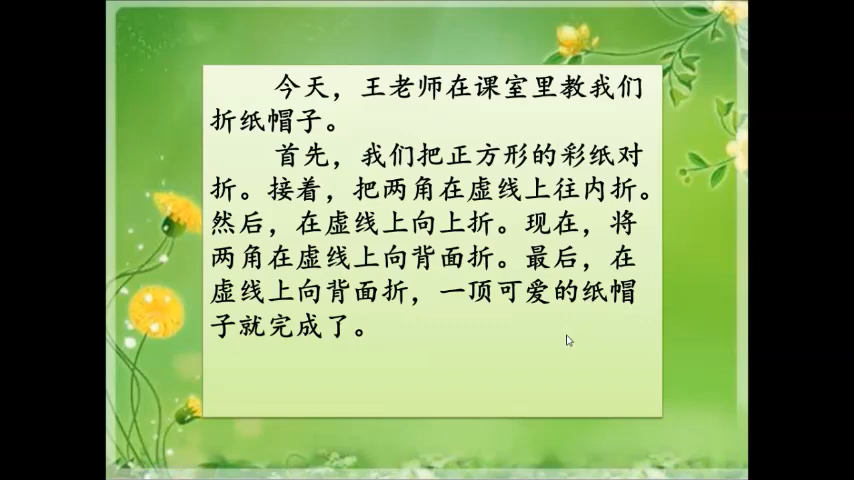 今天，王老师在课室里教我们
折纸帽子。
首先，我们把正方形的彩纸对
折。接着，把两角在虚线上往内折。
然后，在虚线上向上折。现在，将
两角在虚线上向背面折。最后，在
虚线上向背面折，一顶可爱的纸帽
子就完成了。